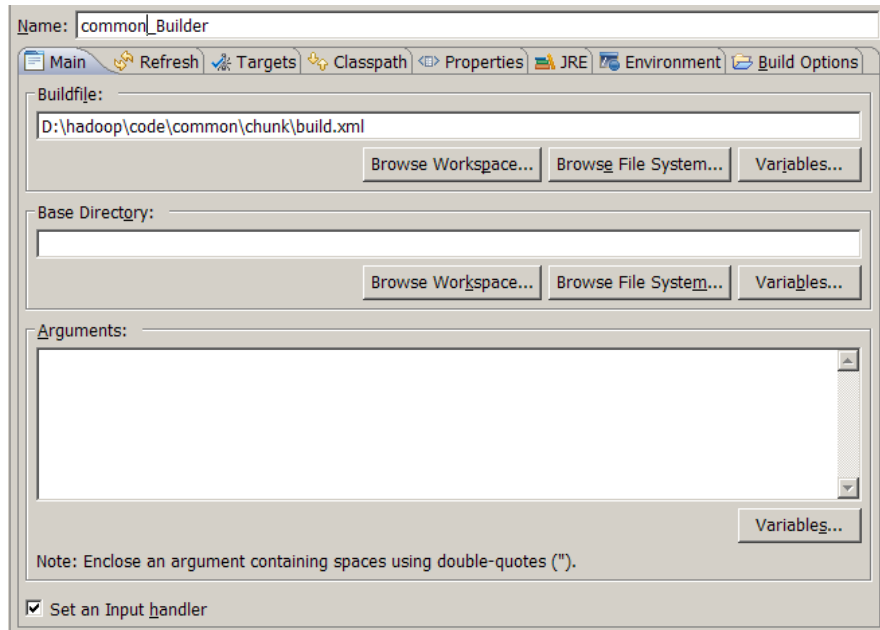 Name: common_Builder
Main Refresh Targets Classpath Properties JRE Environment Build Options
Buildfile:
D:\hadoop\code\common\chunk\build.xml
Browse Workspace... Browse File System... Variables...
Base Directory:
Browse Workspace... Browse File System... Variables...
Arguments:
Variables...
Note: Enclose an argument containing spaces using double-quotes (").
Set an Input handler